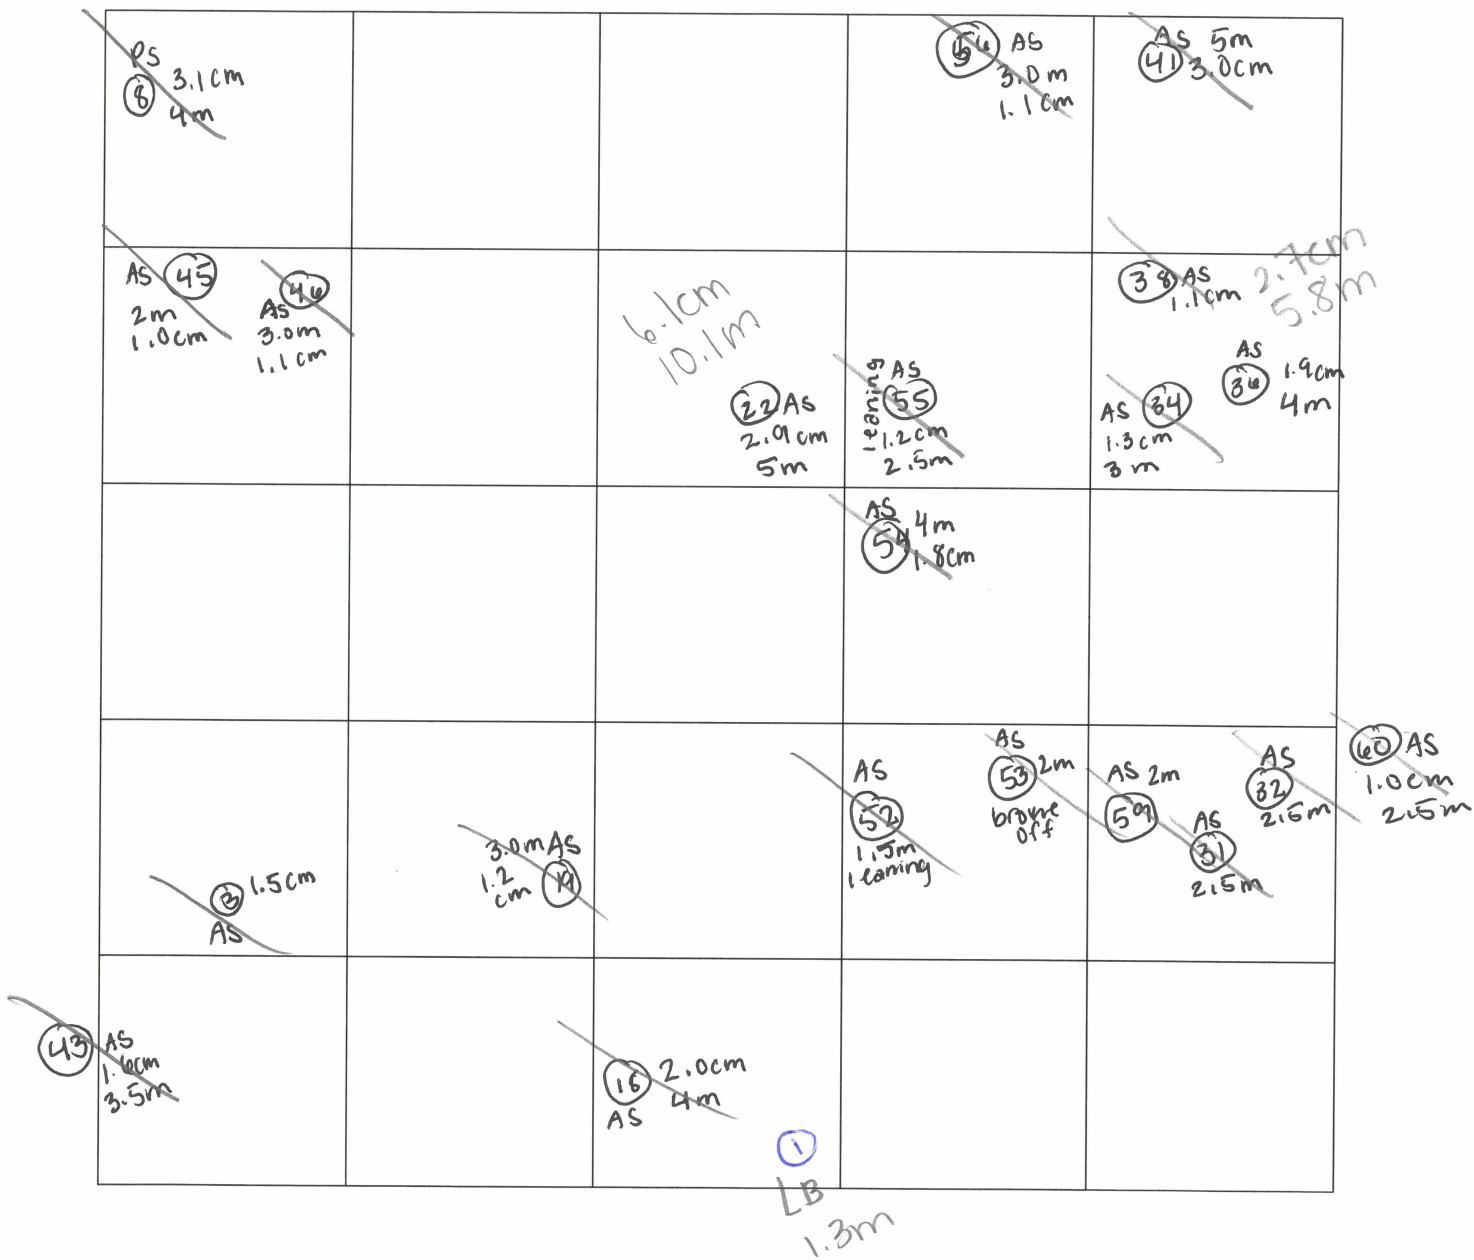 PS
8 3.1cm
4m
56 AS
3.0m
1.1cm
AS 5m
41 3.0cm
AS 45
2m
1.0cm
46
AS
3.0m
1.1cm
6.1cm
10.1m
22 AS
2.9cm
5m
leaning
AS
55
1.2cm
2.5m
38 AS
1.1cm
2.7cm
5.8m
AS 34
1.3cm
3m
AS
36 1.9cm
4m
AS 4m
54 1.8cm
3 1.5cm
AS
3.0m AS
1.2
cm 19
AS
52
1.5m
leaning
AS
53 2m
off
AS 2m
59
AS
31
2.5m
AS
32
2.5m
60 AS
1.0cm
2.5m
43 AS
1.6cm
3.5m
16 2.0cm
4m
AS
1
LB
1.3m